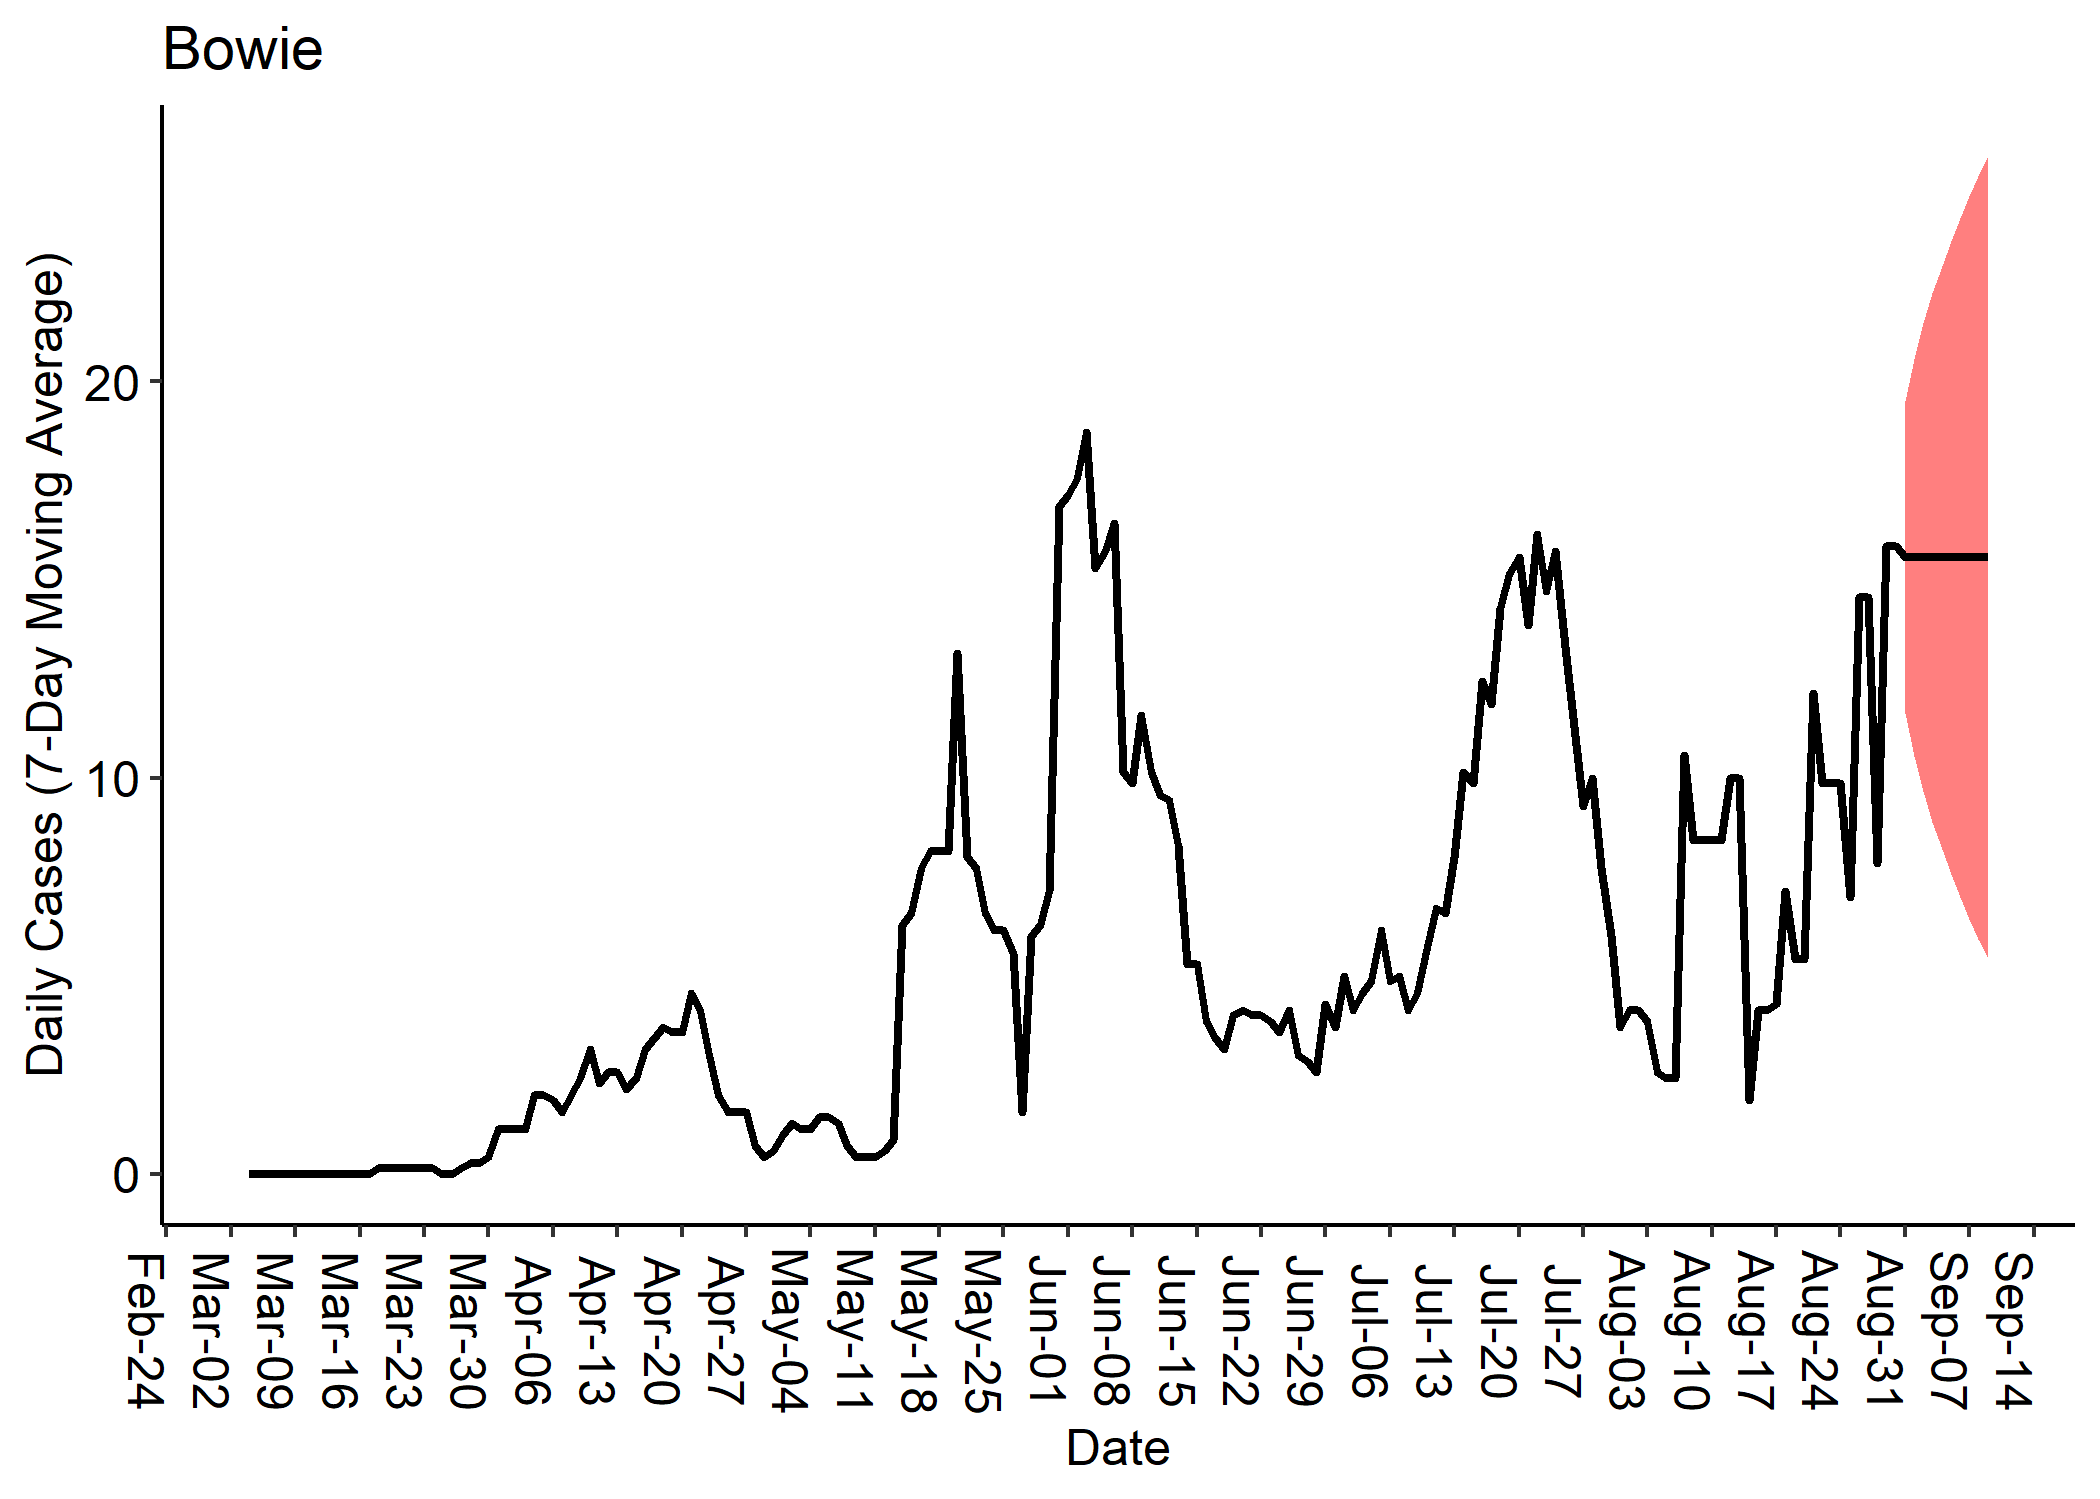 Bowie
Daily Cases (7-Day Moving Average)
20
10
0
Feb-24
Mar-02
Mar-09
Mar-16
Mar-23
Mar-30
Apr-06
Apr-13
Apr-20
Apr-27
May-04
May-11
May-18
May-25
Jun-01
Jun-08
Jun-15
Jun-22
Jun-29
Jul-06
Jul-13
Jul-20
Jul-27
Aug-03
Aug-10
Aug-17
Aug-24
Aug-31
Sep-07
Sep-14
Date